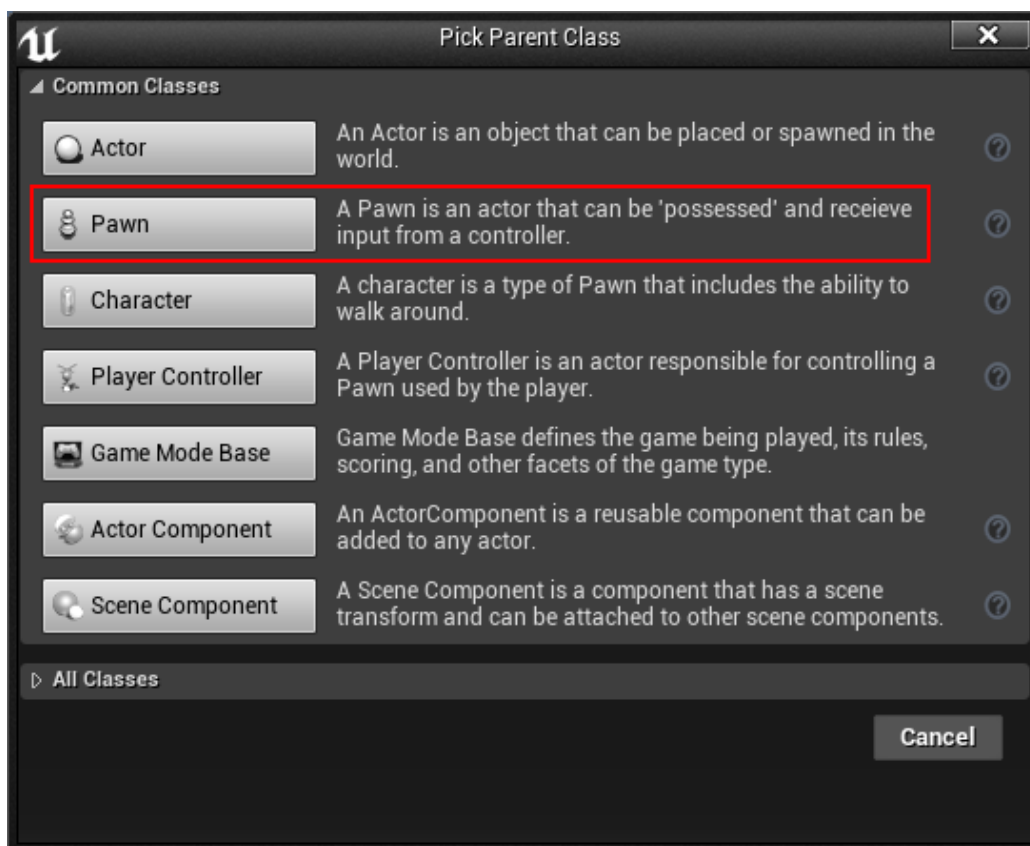 Pick Parent Class
Common Classes
Actor
An Actor is an object that can be placed or spawned in the
world.
Pawn
A Pawn is an actor that can be 'possessed' and receieve
input from a controller.
Character
A character is a type of Pawn that includes the ability to
walk around.
Player Controller
A Player Controller is an actor responsible for controlling a
Pawn used by the player.
Game Mode Base
Game Mode Base defines the game being played, its rules,
scoring, and other facets of the game type.
Actor Component
An ActorComponent is a reusable component that can be
added to any actor.
Scene Component
A Scene Component is a component that has a scene
transform and can be attached to other scene components.
All Classes
Cancel